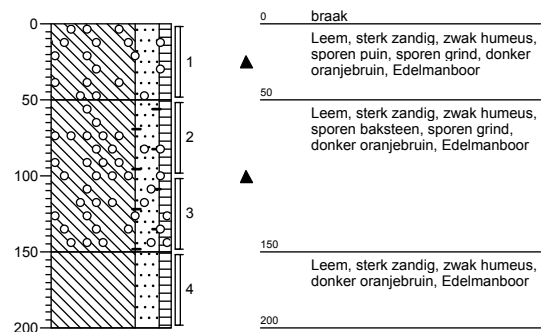 0
50
100
150
200
1
2
3
4
0 braak
Leem, sterk zandig, zwak humeus,
sporen puin, sporen grind, donker
oranjebruin, Edelmanboor
50
Leem, sterk zandig, zwak humeus,
sporen baksteen, sporen grind,
donker oranjebruin, Edelmanboor
150
Leem, sterk zandig, zwak humeus,
donker oranjebruin, Edelmanboor
200